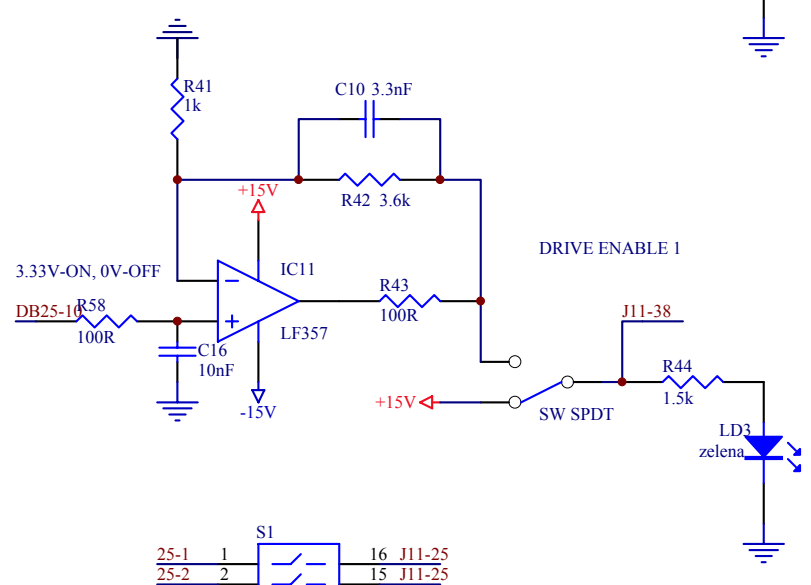 R41
1k
C10 3.3nF
+15V
R42 3.6k
DRIVE ENABLE 1
3.33V-ON, 0V-OFF
IC11
R43
100R
DB25-10
R58
100R
LF357
J11-38
C16
10nF
R44
1.5k
+15V
-15V
SW SPDT
LD3
zelena
S1
25-1 1 16 J11-25
25-2 2 15 J11-25